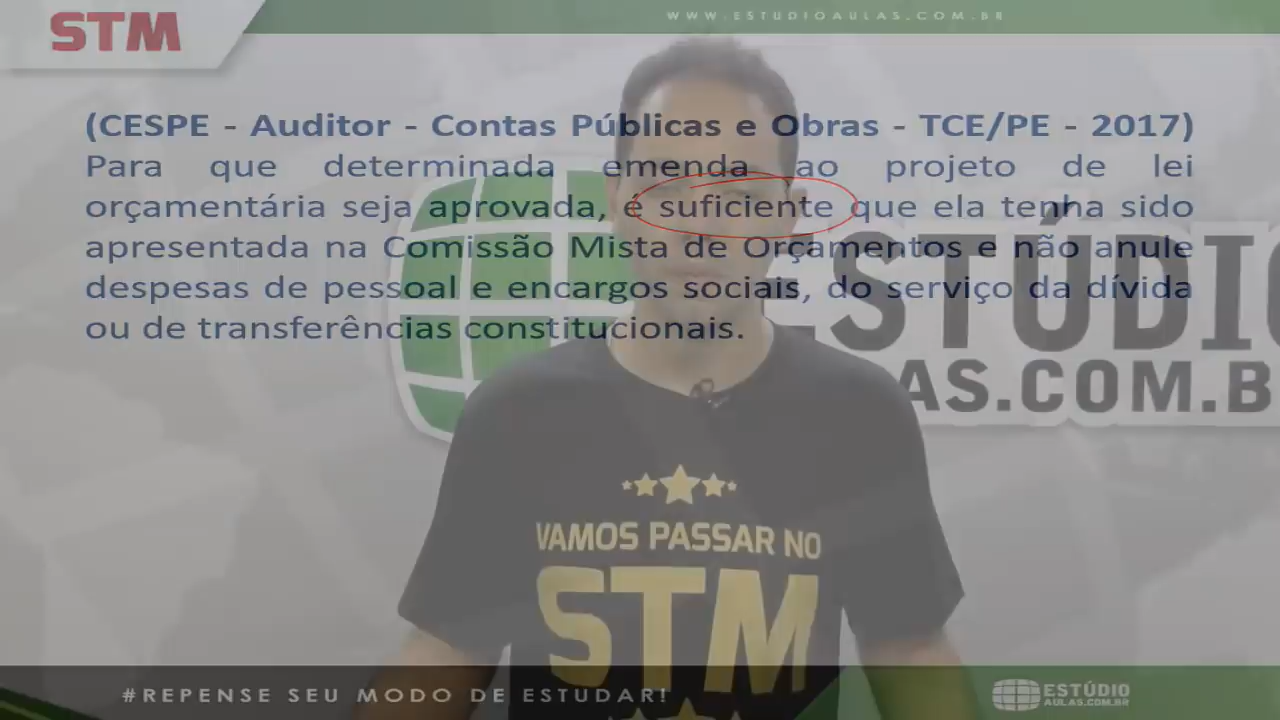 STM
WWW.ESTUDIOAULAS.COM.BR
(CESPE - Auditor - Contas Públicas e Obras - TCE/PE - 2017)
Para que determinada emenda ao projeto de lei
orçamentária seja aprovada, é suficiente que ela tenha sido
apresentada na Comissão Mista de Orçamentos e não anule
despesas de pessoal e encargos sociais, do serviço da dívida
ou de transferências constitucionais.
ESTÚDIO
AULAS.COM.B
VAMOS PASSAR NO
STM
#REPENSE SEU MODO DE ESTUDAR!
ESTÚDIO
AULAS.COM.BR